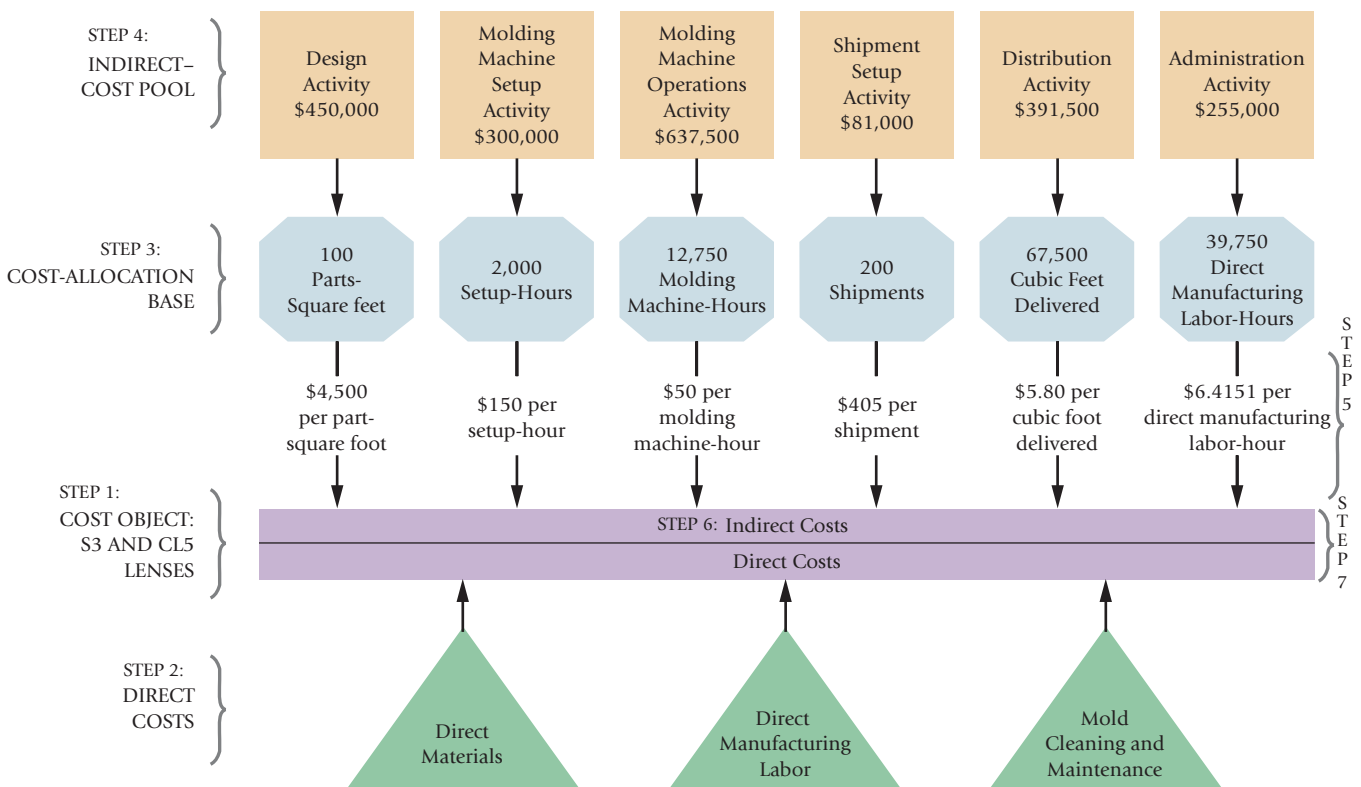 STEP 4:
INDIRECT–
COST POOL
Design
Activity
$450,000
Molding
Machine
Setup
Activity
$300,000
Molding
Machine
Operations
Activity
$637,500
Shipment
Setup
Activity
$81,000
Distribution
Activity
$391,500
Administration
Activity
$255,000
STEP 3:
COST-ALLOCATION
BASE
100
Parts-
Square feet
2,000
Setup-Hours
12,750
Molding
Machine-Hours
200
Shipments
67,500
Cubic Feet
Delivered
39,750
Direct
Manufacturing
Labor-Hours
$4,500
per part-
square foot
$150 per
setup-hour
$50 per
molding
machine-hour
$405 per
shipment
$5.80 per
cubic foot
delivered
$6.4151 per
direct manufacturing
labor-hour
STEP 5
STEP 1:
COST OBJECT:
S3 AND CL5
LENSES
STEP 6: Indirect Costs
Direct Costs
STEP 7
STEP 2:
DIRECT
COSTS
Direct
Materials
Direct
Manufacturing
Labor
Mold
Cleaning and
Maintenance